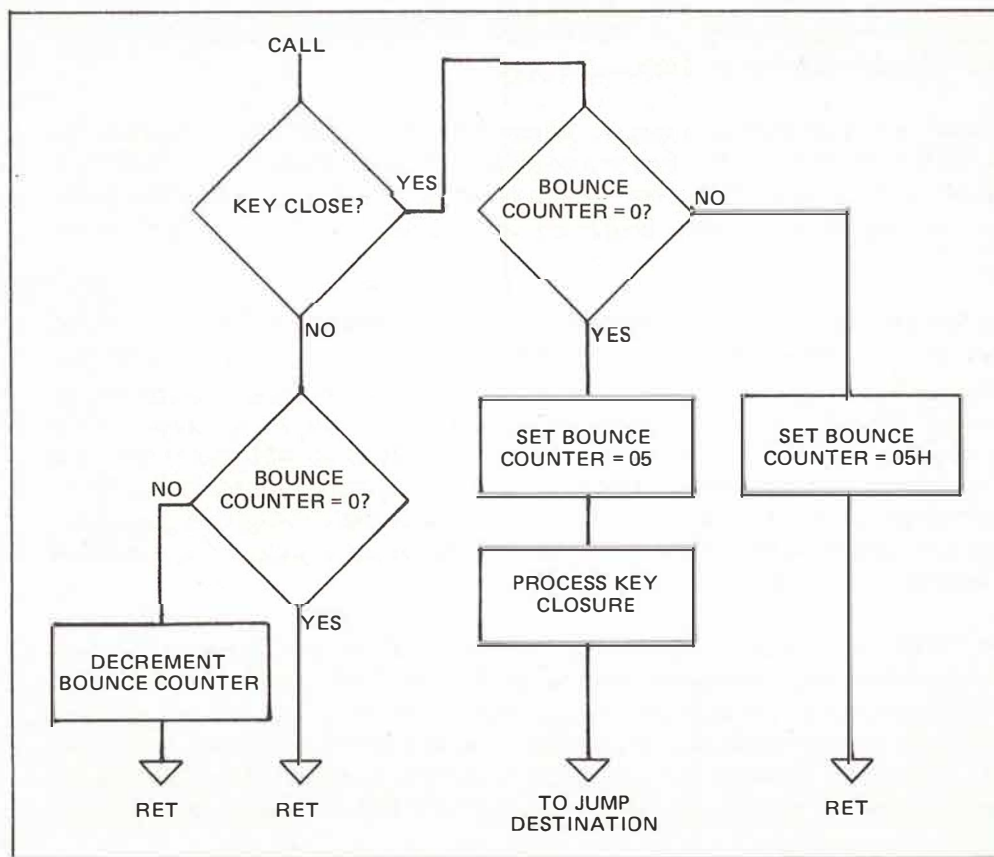 CALL
KEY CLOSE?
YES
BOUNCE
COUNTER = 0?
NO
NO
YES
BOUNCE
COUNTER = 0?
NO
YES
SET BOUNCE
COUNTER = 05
SET BOUNCE
COUNTER = 05H
PROCESS KEY
CLOSURE
DECREMENT
BOUNCE COUNTER
RET
RET
TO JUMP
DESTINATION
RET